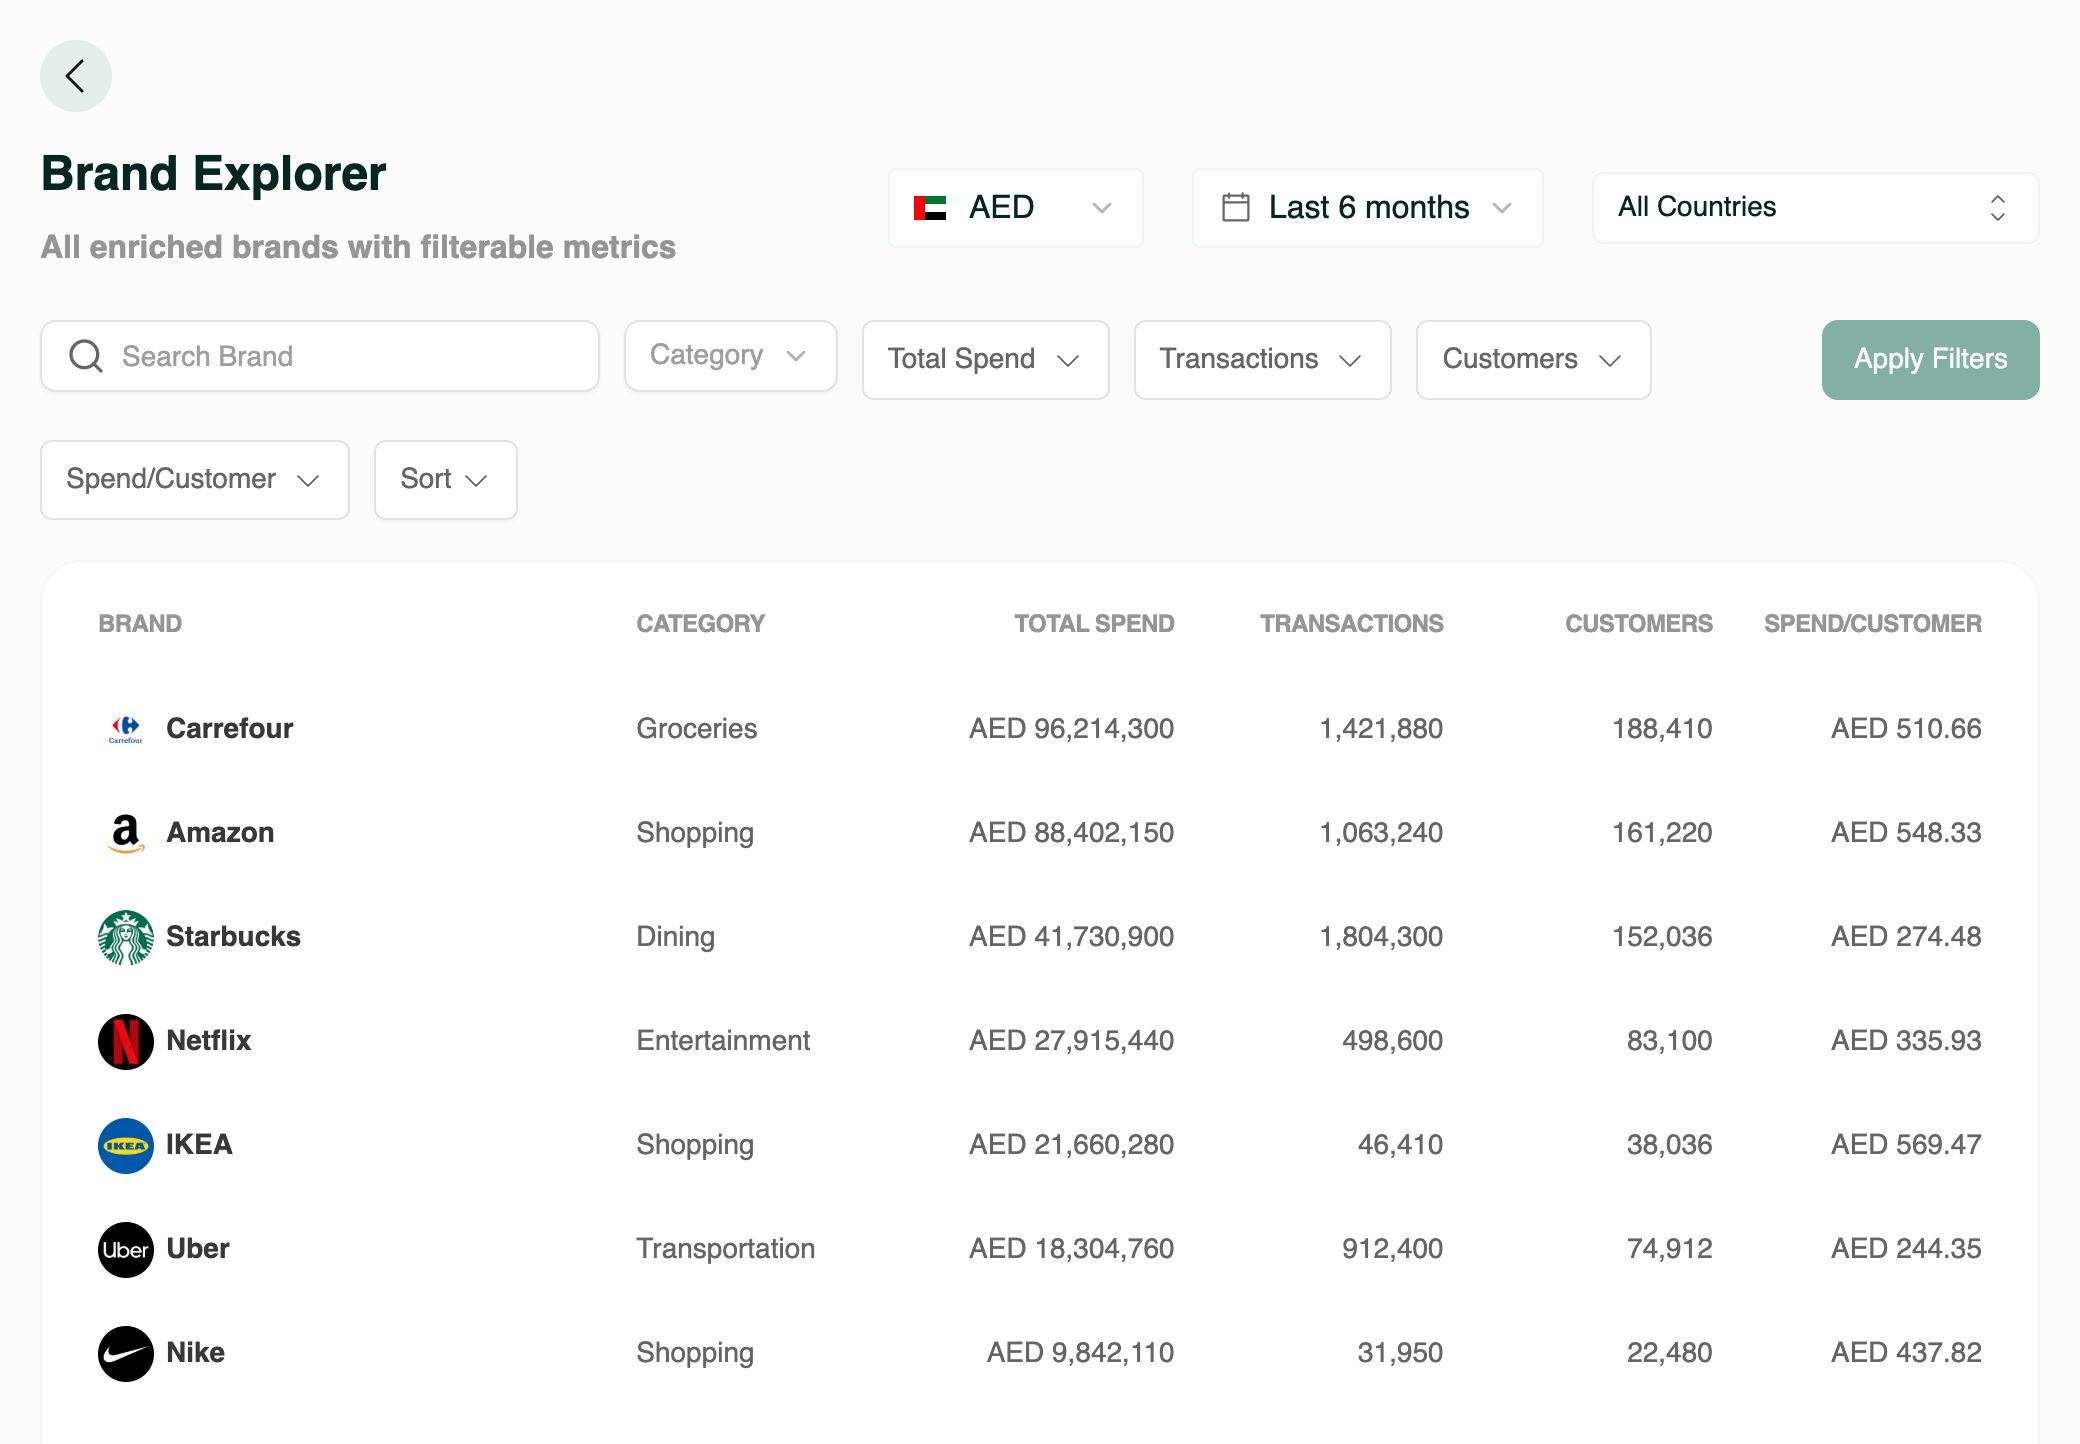 Brand Explorer
All enriched brands with filterable metrics
AED
Last 6 months
All Countries
Search Brand
Category
Total Spend
Transactions
Customers
Apply Filters
Spend/Customer
Sort
BRAND CATEGORY TOTAL SPEND TRANSACTIONS CUSTOMERS SPEND/CUSTOMER
Carrefour Carrefour Groceries AED 96,214,300 1,421,880 188,410 AED 510.66
a Amazon Shopping AED 88,402,150 1,063,240 161,220 AED 548.33
Starbucks Dining AED 41,730,900 1,804,300 152,036 AED 274.48
N Netflix Entertainment AED 27,915,440 498,600 83,100 AED 335.93
IKEA IKEA Shopping AED 21,660,280 46,410 38,036 AED 569.47
Uber Uber Transportation AED 18,304,760 912,400 74,912 AED 244.35
Nike Shopping AED 9,842,110 31,950 22,480 AED 437.82